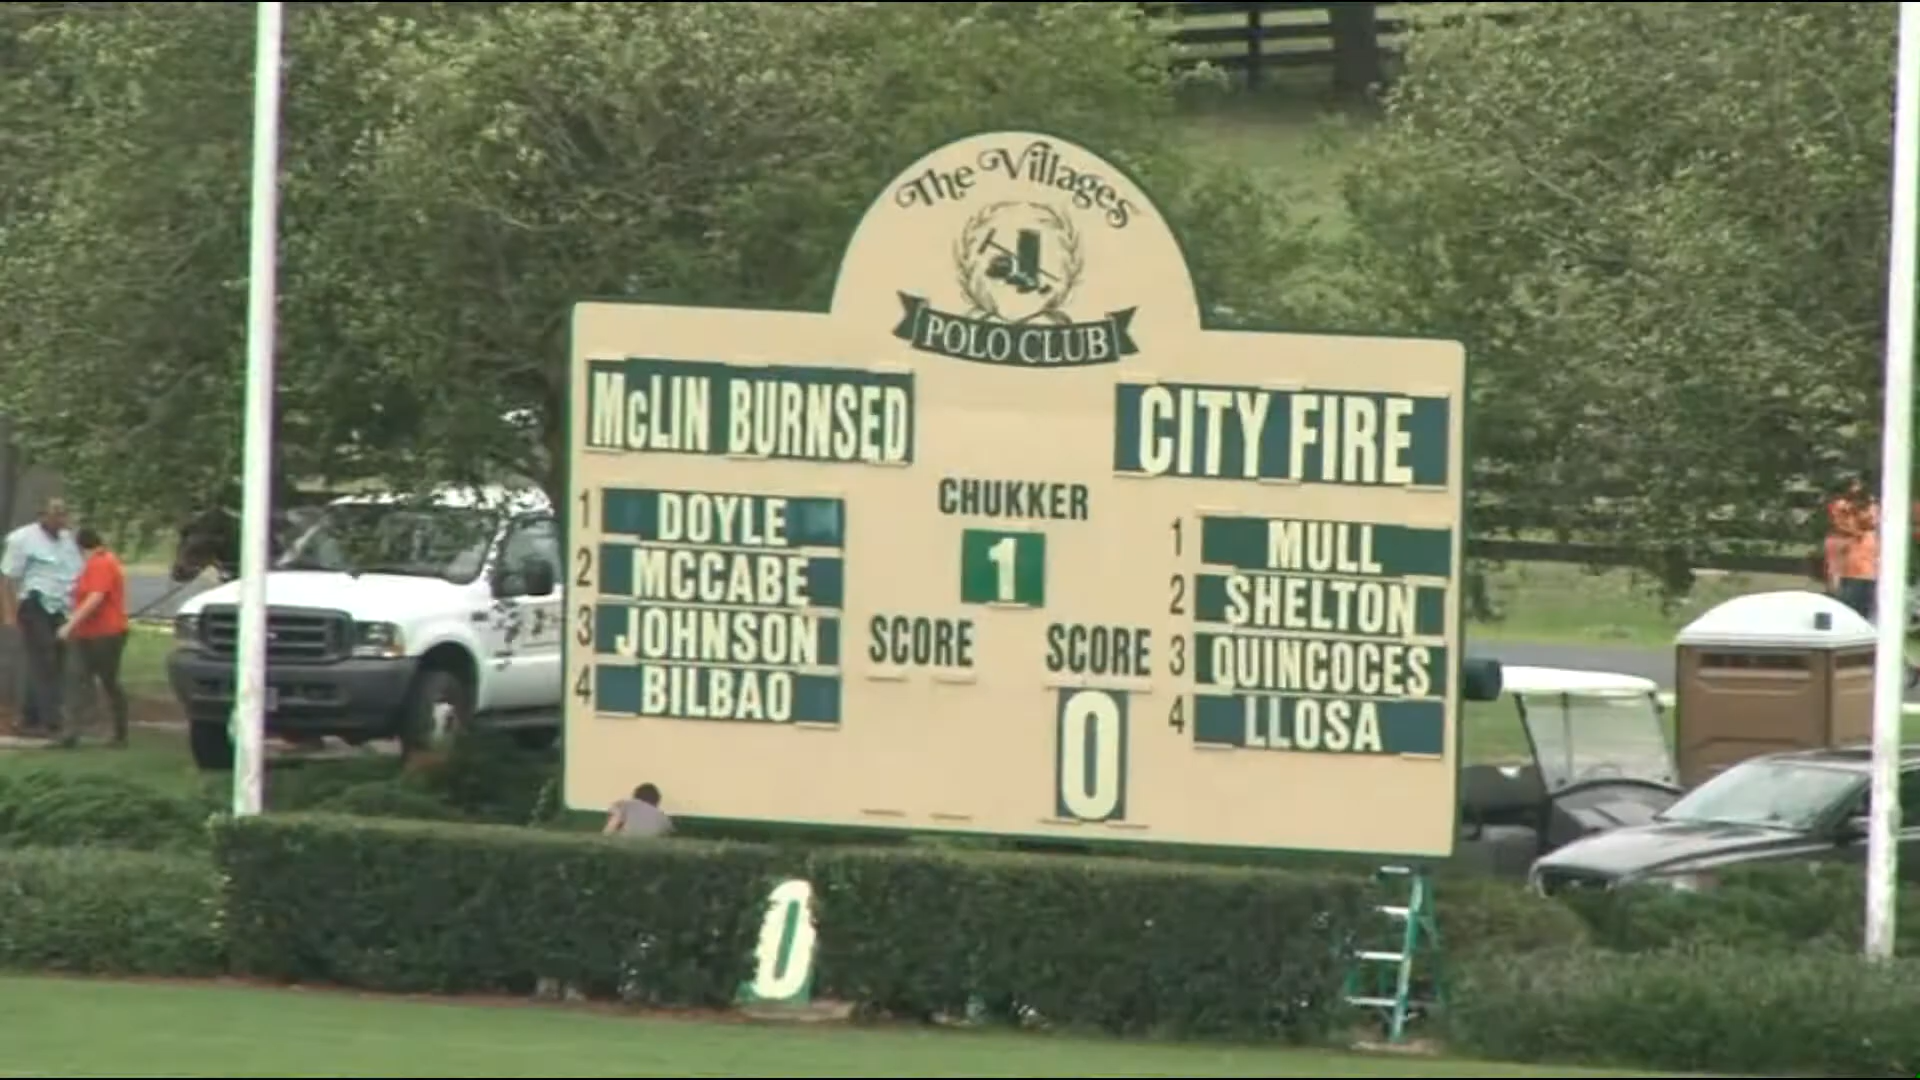 The Villages
POLO CLUB
McLIN BURNSED
CITY FIRE
CHUKKER
1
1 DOYLE
2 MCCABE
3 JOHNSON
4 BILBAO
SCORE
SCORE
0
1 MULL
2 SHELTON
3 QUINCOCES
4 LLOSA
0